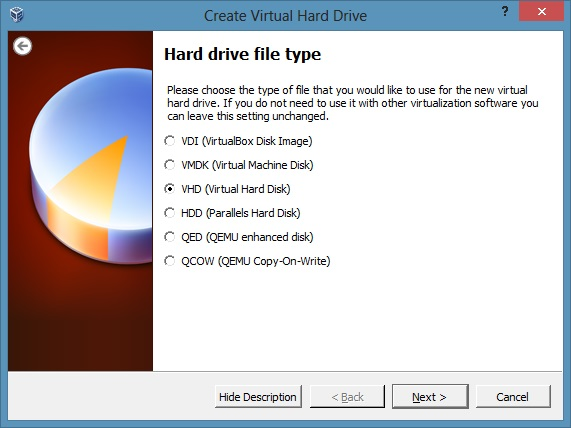 Create Virtual Hard Drive
?
Hard drive file type
Please choose the type of file that you would like to use for the new virtual
hard drive. If you do not need to use it with other virtualization software you
can leave this setting unchanged.
VDI (VirtualBox Disk Image)
VMDK (Virtual Machine Disk)
VHD (Virtual Hard Disk)
HDD (Parallels Hard Disk)
QED (QEMU enhanced disk)
QCOW (QEMU Copy-On-Write)
Hide Description
< Back
Next >
Cancel